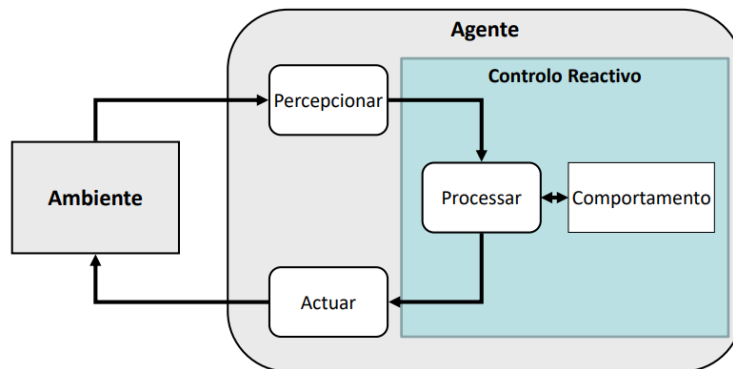 Agente
Controlo Reactivo
Percepcionar
Ambiente
Processar
Comportamento
Actuar